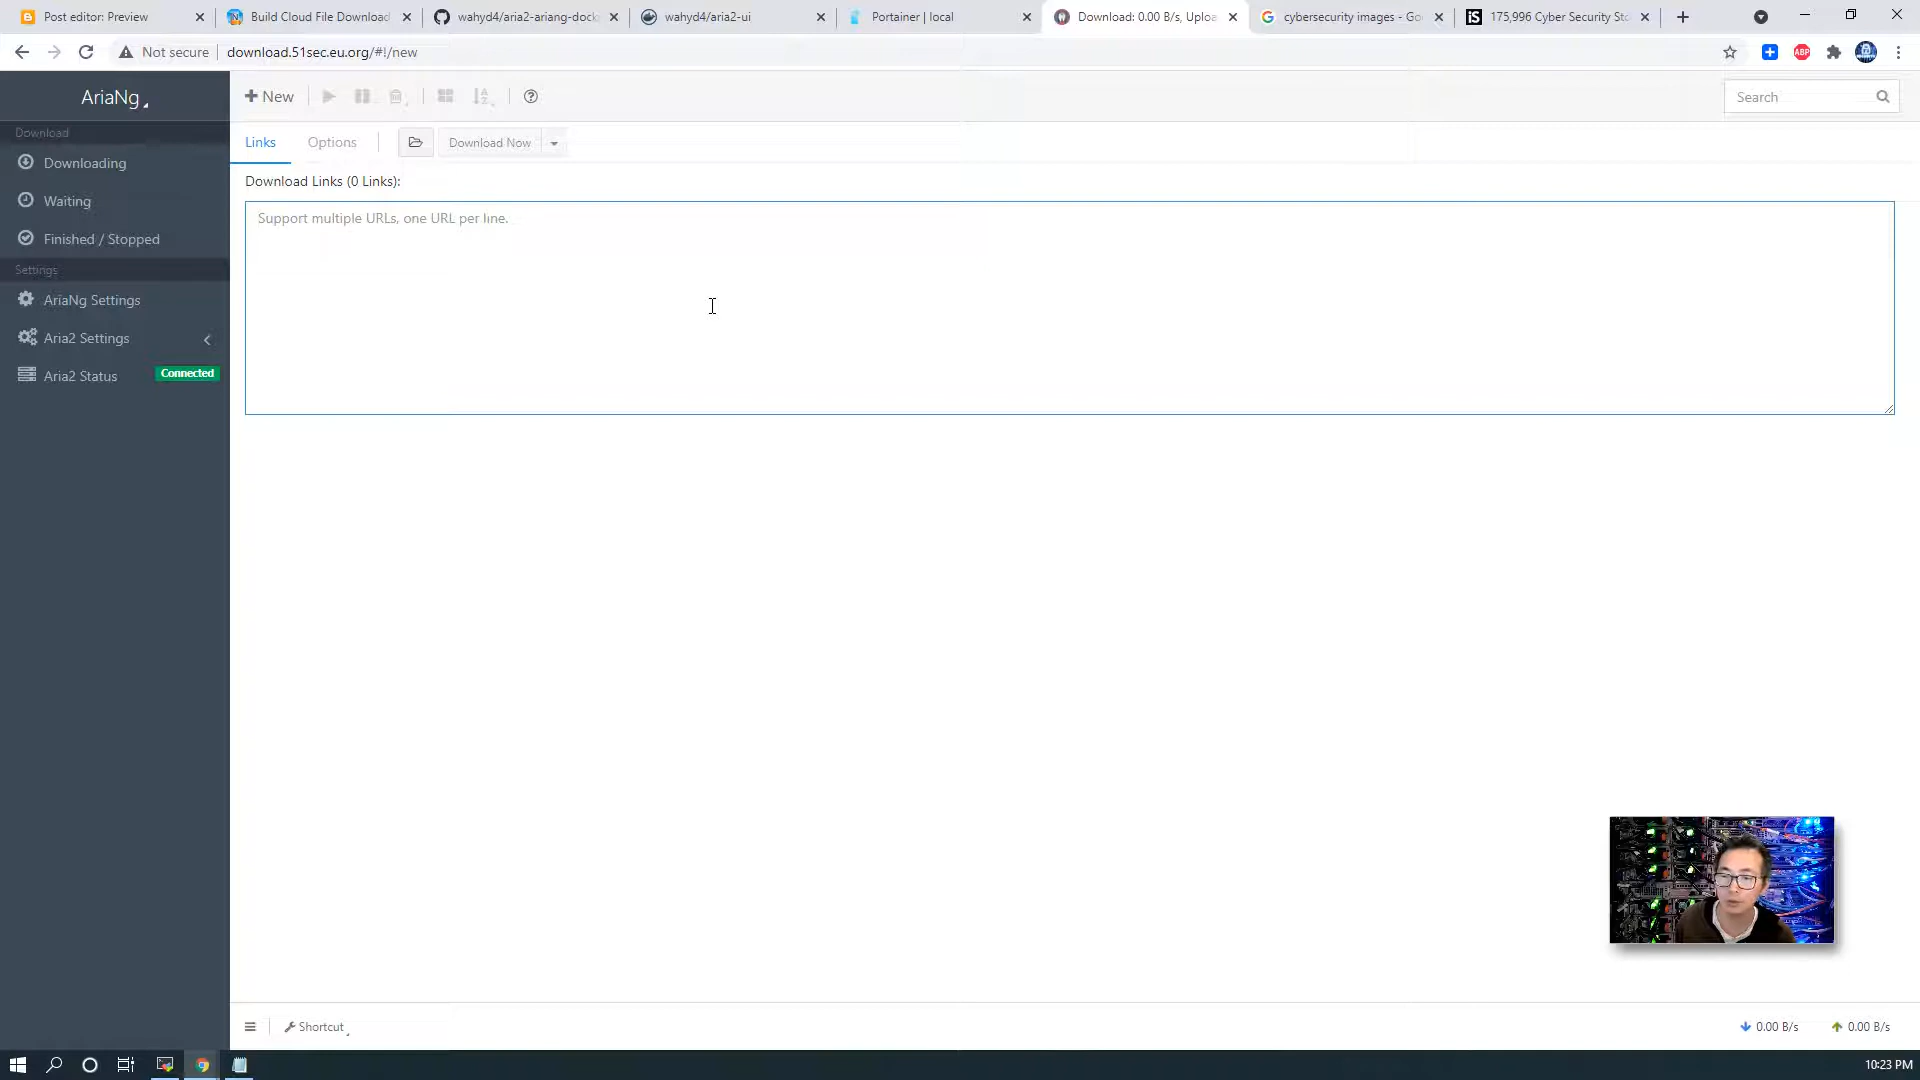 Post editor: Preview
Build Cloud File Download
wahyd4/aria2-ariang-dock
wahyd4/aria2-ui
Portainer | local
Download: 0.00 B/s, Uploa
cybersecurity images - Go
175,996 Cyber Security Sto
Not secure
download.51sec.eu.org/#!/new
AriaNg
New
Search
Download
Links
Options
Download Now
Downloading
Download Links (0 Links):
Waiting
Support multiple URLs, one URL per line.
Finished / Stopped
Settings
AriaNg Settings
Aria2 Settings
Aria2 Status
Connected
Shortcut
0.00 B/s
0.00 B/s
10:23 PM
ABP
iS